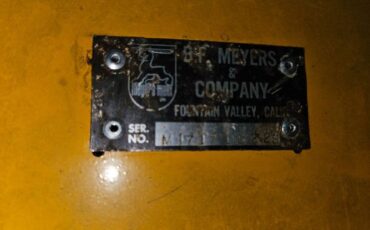 B.F. MEYERS
&
COMPANY
FOUNTAIN VALLEY, CALIF
SER.
NO.